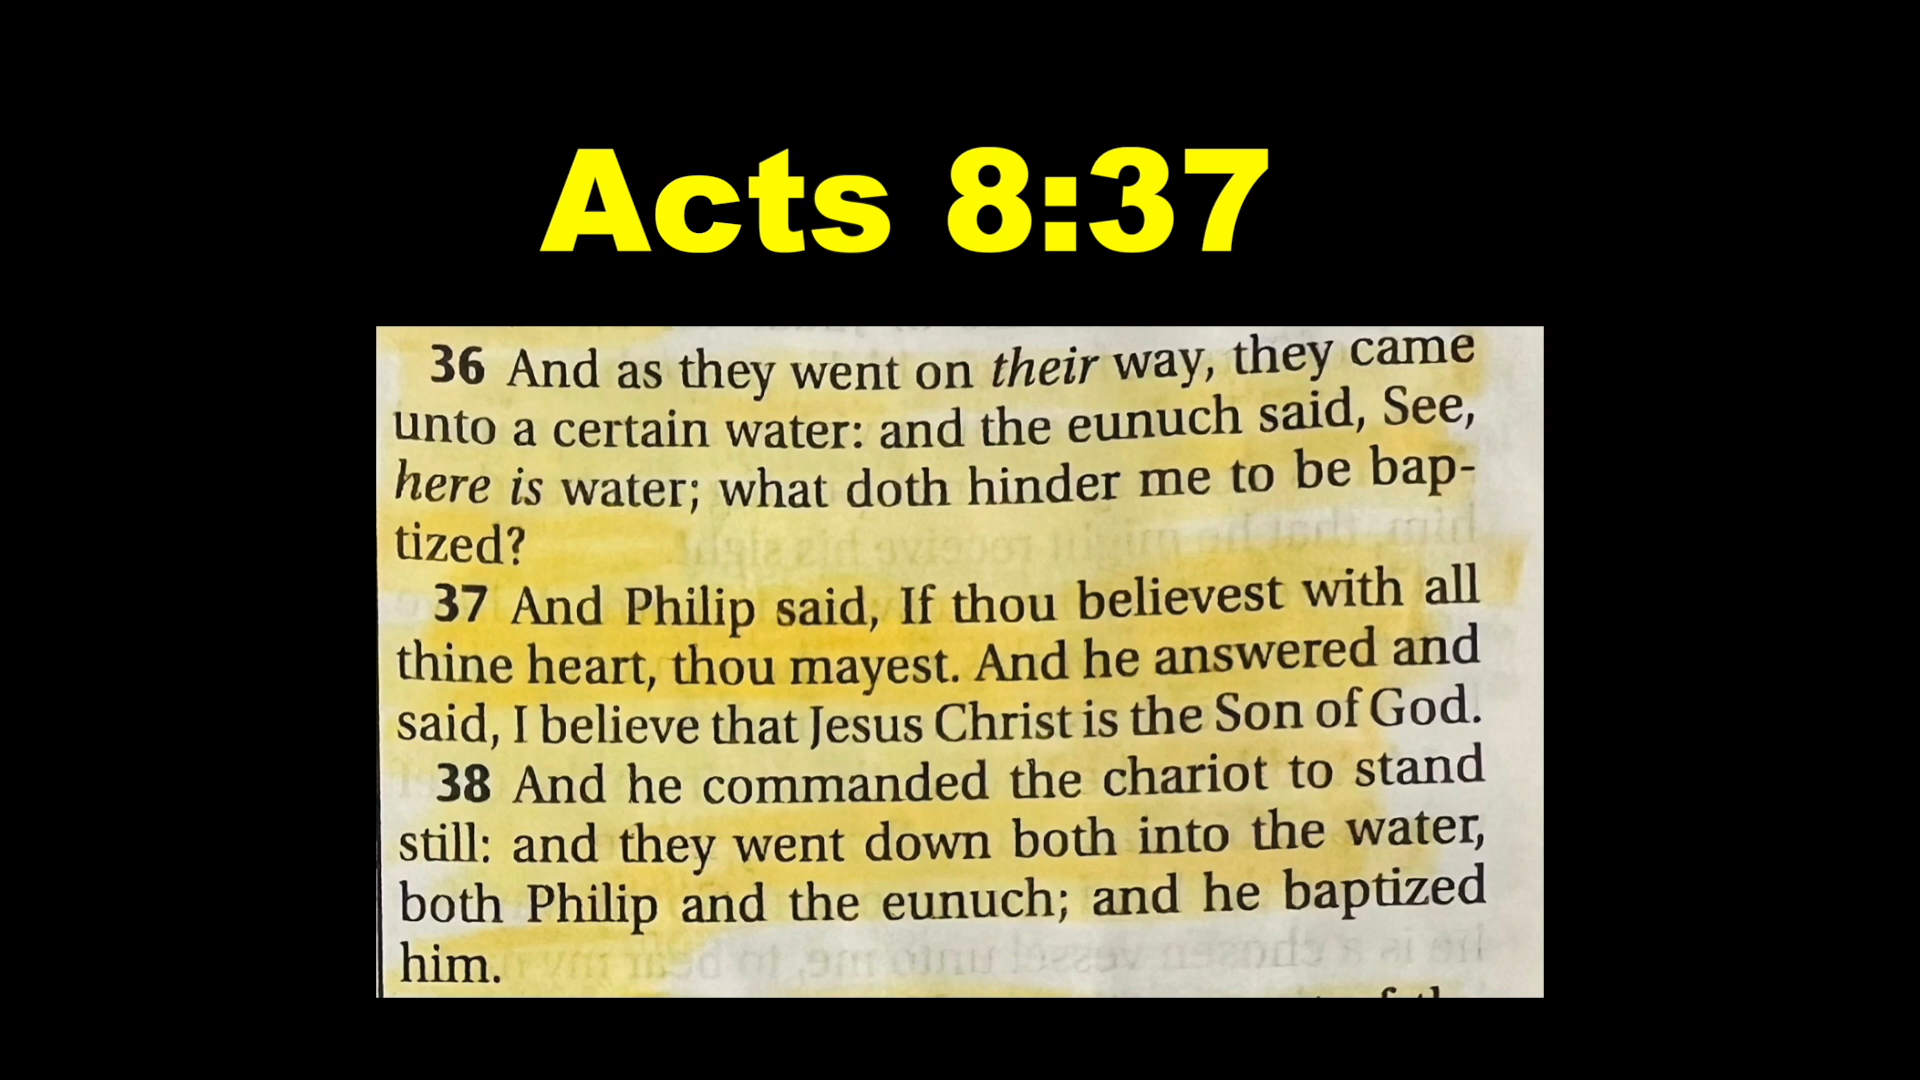 Acts 8:37
36 And as they went on their way, they came
unto a certain water: and the eunuch said, See,
here is water; what doth hinder me to be bap-
tized?
37 And Philip said, If thou believest with all
thine heart, thou mayest. And he answered and
said, I believe that Jesus Christ is the Son of God.
38 And he commanded the chariot to stand
still: and they went down both into the water,
both Philip and the eunuch; and he baptized
him.